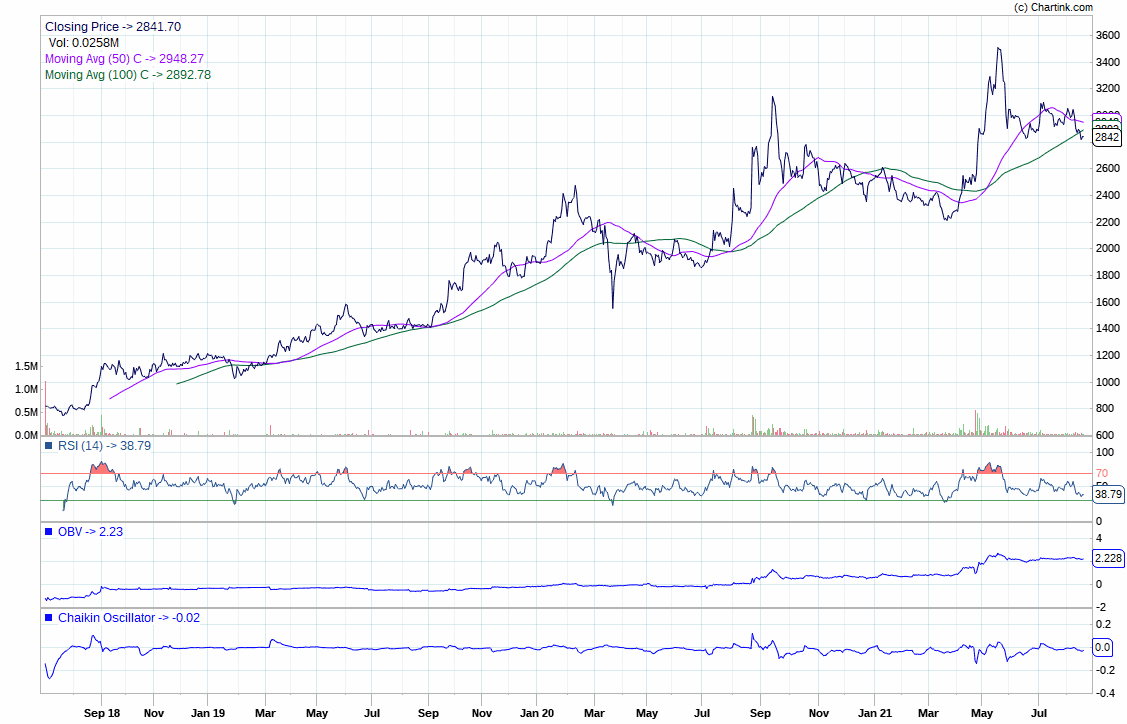 (c) Chartink.com
Closing Price -> 2841.70
Vol: 0.0258M
Moving Avg (50) C -> 2948.27
Moving Avg (100) C -> 2892.78
3600
3400
3200
2842
2600
2400
2200
2000
1800
1600
1400
1200
1000
800
600
1.5M
1.0M
0.5M
0.0M
RSI (14) -> 38.79
100
70
38.79
0
OBV -> 2.23
4
2.228
0
-2
Chaikin Oscillator -> -0.02
0.2
0.0
-0.2
-0.4
Sep 18 Nov Jan 19 Mar May Jul Sep Nov Jan 20 Mar May Jul Sep Nov Jan 21 Mar May Jul